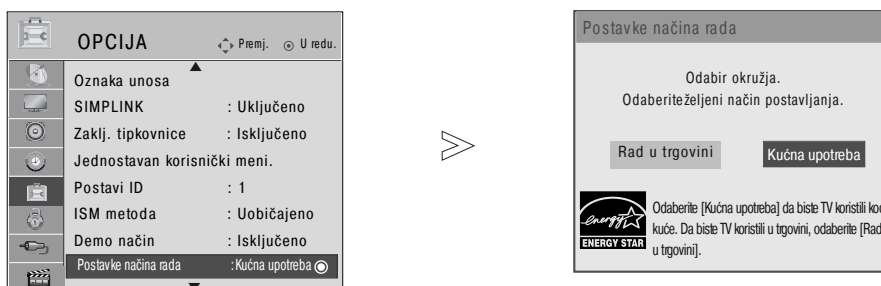 OPCIJA
Premj.
U redu.
Oznaka unosa
SIMPLINK : Uključeno
Zaklj. tipkovnice : Isključeno
Jednostavan korisnički meni.
Postavi ID : 1
ISM metoda : Uobičajeno
Demo način : Isključeno
Postavke načina rada : Kućna upotreba
Postavke načina rada
Odabir okružja.
Odaberiteželjeni način postavljanja.
Rad u trgovini
Kućna upotreba
energy
ENERGY STAR
Odaberite [Kućna upotreba] da biste TV koristili kod
kuće. Da biste TV koristili u trgovini, odaberite [Rad
u trgovini].